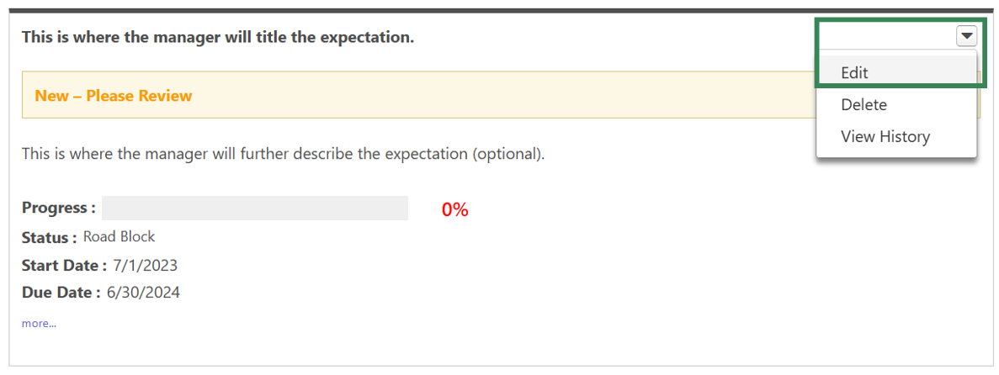 This is where the manager will title the expectation.
Edit
New – Please Review
Delete
View History
This is where the manager will further describe the expectation (optional).
Progress : 0%
Status : Road Block
Start Date : 7/1/2023
Due Date : 6/30/2024
more...